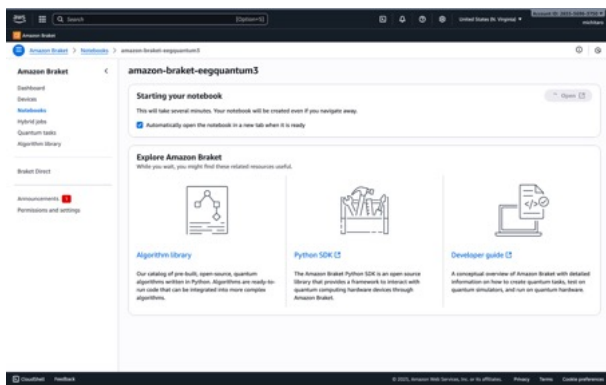 aws
Search
[Option+S]
United States (N. Virginia)
Amazon Braket
Amazon Braket > Notebooks > amazon-braket-eegquantum3
Amazon Braket
Dashboard
Devices
Notebooks
Hybrid jobs
Quantum tasks
Algorithm library
Braket Direct
Announcements 1
Permissions and settings
amazon-braket-eegquantum3
Starting your notebook
Open
This will take several minutes. Your notebook will be created even if you navigate away.
Automatically open the notebook in a new tab when it is ready
Explore Amazon Braket
While you wait, you might find these related resources useful.
Algorithm library
Our catalog of pre-built, open-source, quantum
algorithms written in Python. Algorithms are ready-to-
run code that can be integrated into more complex
algorithms.
Python SDK
The Amazon Braket Python SDK is an open source
library that provides a framework to interact with
quantum computing hardware devices through
Amazon Braket.
Developer guide
A conceptual overview of Amazon Braket with detailed
information on how to create quantum tasks, test on
quantum simulators, and run on quantum hardware.
CloudShell Feedback
© 2025, Amazon Web Services, Inc. or its affiliates. Privacy Terms Cookie preferences